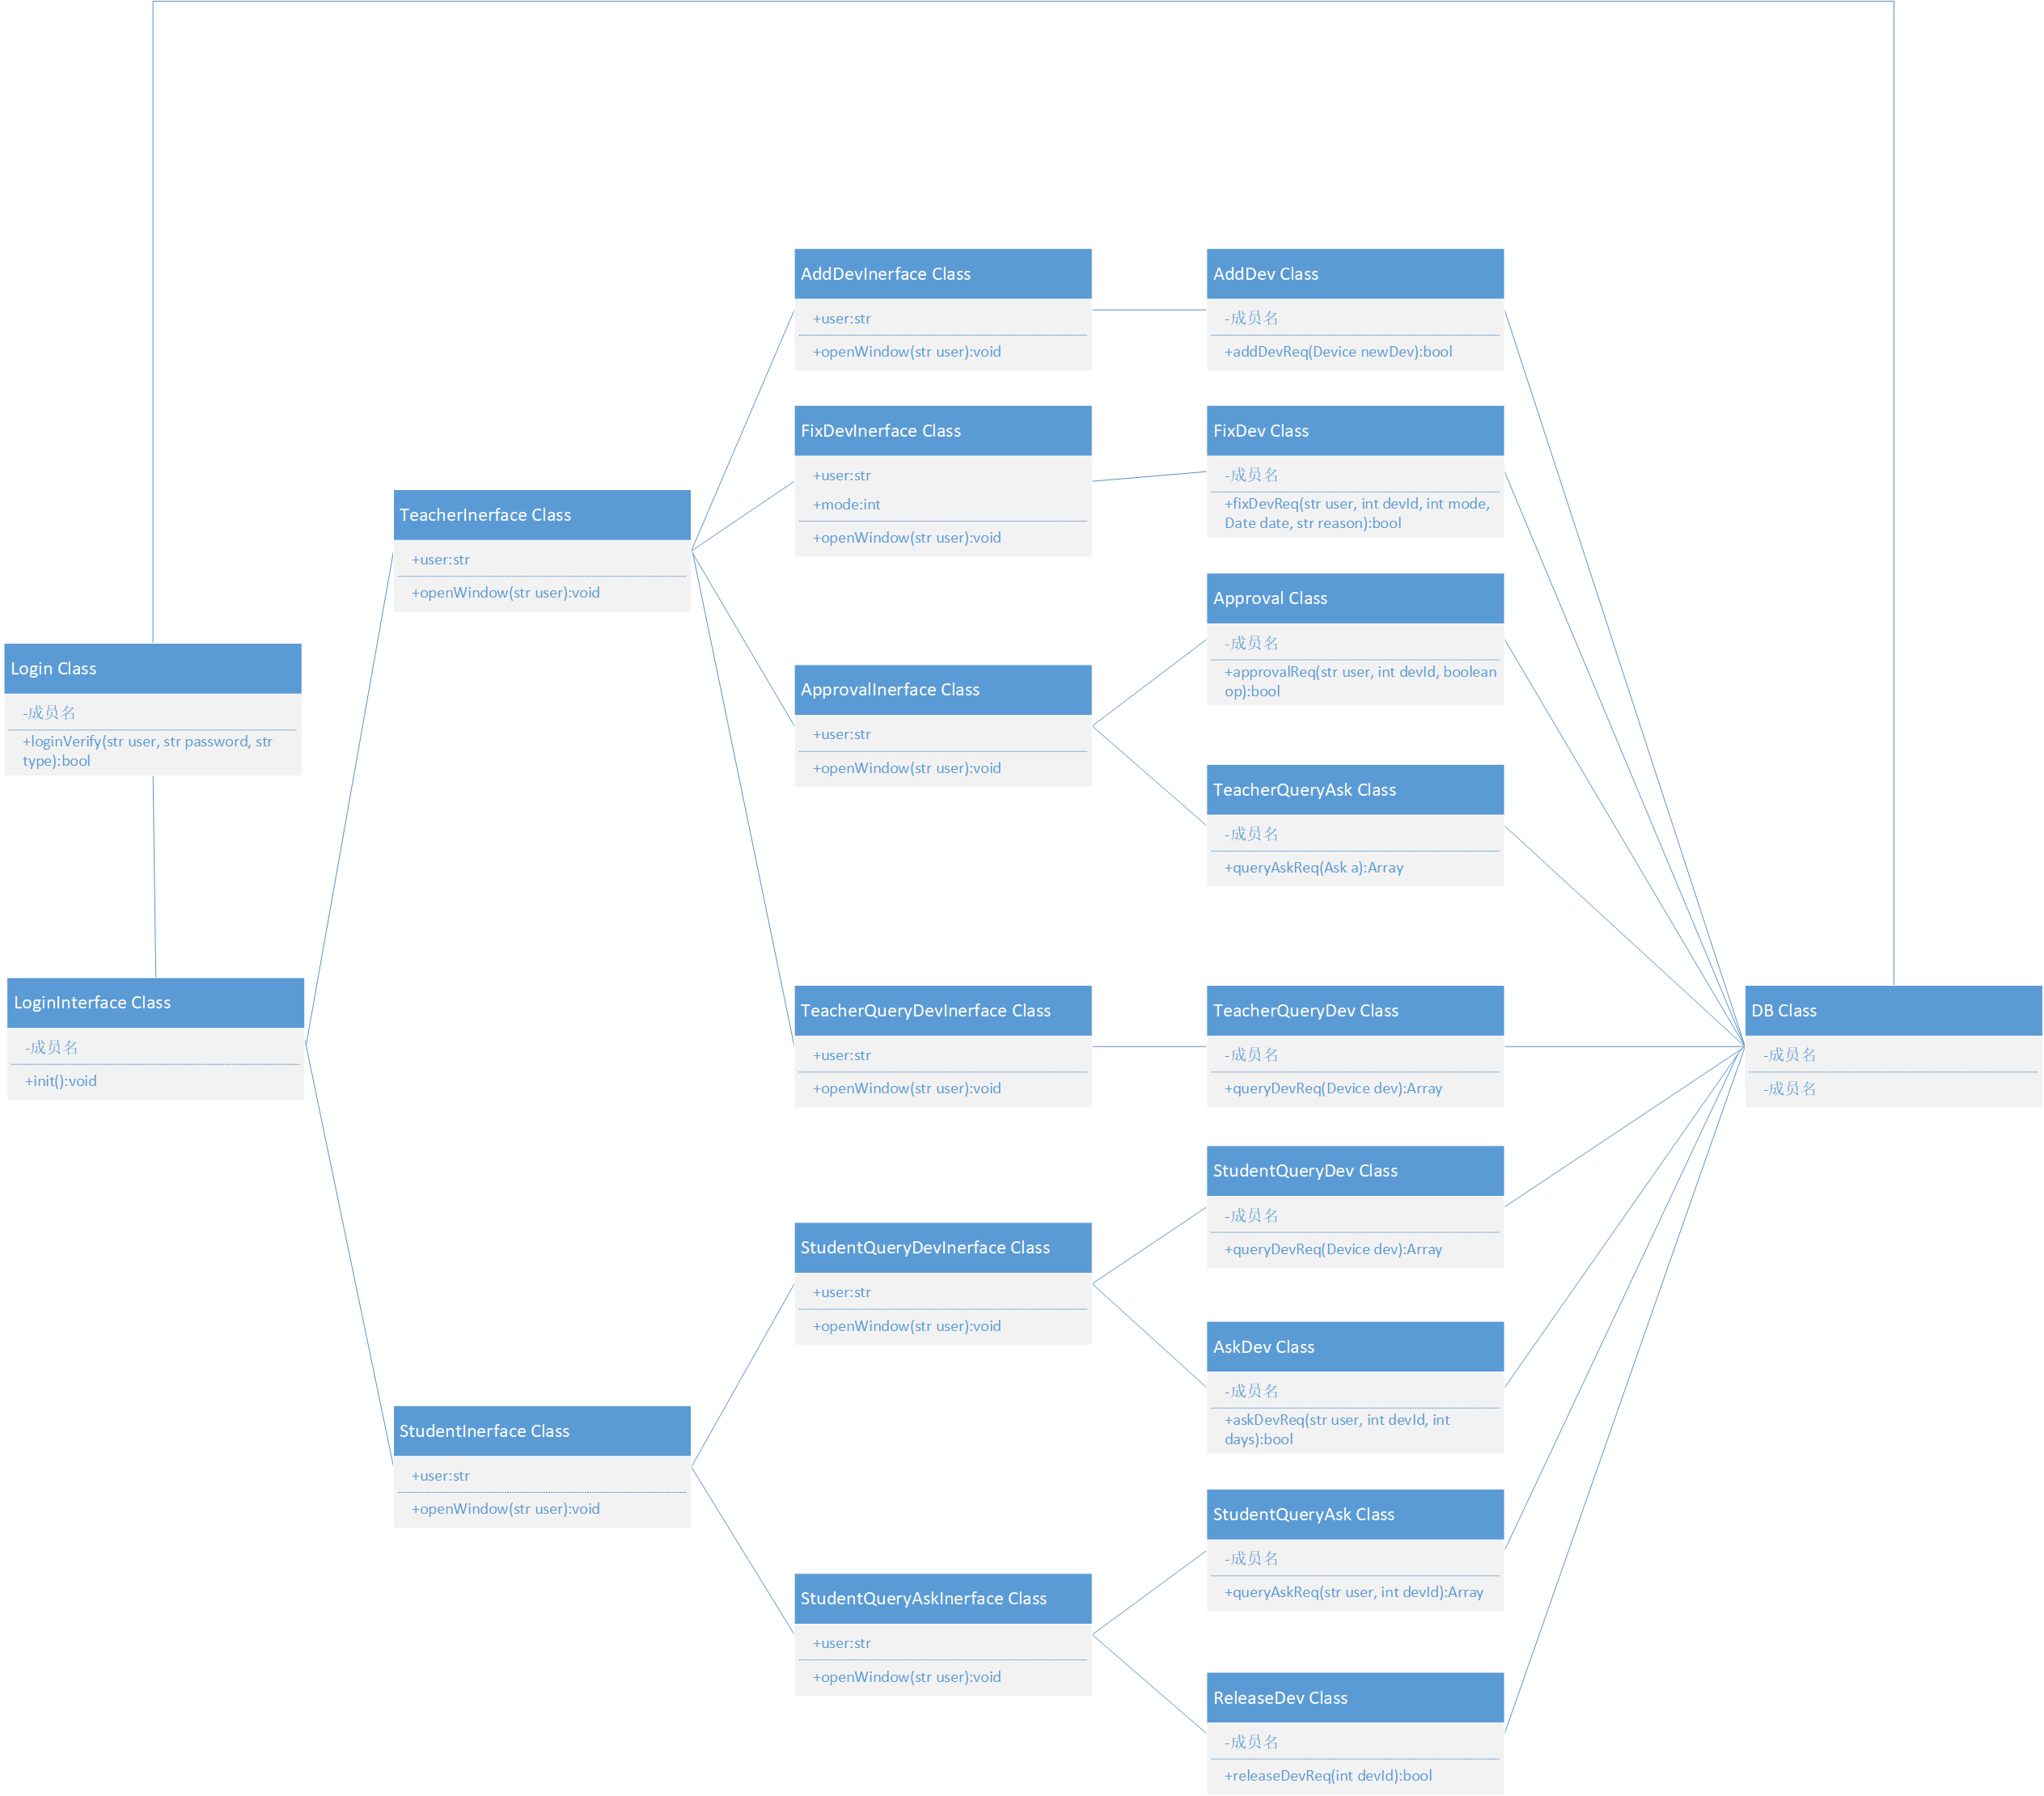 Login Class
-成员名
+loginVerify(str user, str password, str
type):bool
LoginInterface Class
-成员名
+init():void
TeacherInerface Class
+user:str
+openWindow(str user):void
StudentInerface Class
+user:str
+openWindow(str user):void
AddDevInerface Class
+user:str
+openWindow(str user):void
FixDevInerface Class
+user:str
+mode:int
+openWindow(str user):void
ApprovalInerface Class
+user:str
+openWindow(str user):void
TeacherQueryDevInerface Class
+user:str
+openWindow(str user):void
StudentQueryDevInerface Class
+user:str
+openWindow(str user):void
StudentQueryAskInerface Class
+user:str
+openWindow(str user):void
AddDev Class
-成员名
+addDevReq(Device newDev):bool
FixDev Class
-成员名
+fixDevReq(str user, int devId, int mode,
Date date, str reason):bool
Approval Class
-成员名
+approvalReq(str user, int devId, boolean
op):bool
TeacherQueryAsk Class
-成员名
+queryAskReq(Ask a):Array
TeacherQueryDev Class
-成员名
+queryDevReq(Device dev):Array
StudentQueryDev Class
-成员名
+queryDevReq(Device dev):Array
AskDev Class
-成员名
+askDevReq(str user, int devId, int
days):bool
StudentQueryAsk Class
-成员名
+queryAskReq(str user, int devId):Array
ReleaseDev Class
-成员名
+releaseDevReq(int devId):bool
DB Class
-成员名
-成员名